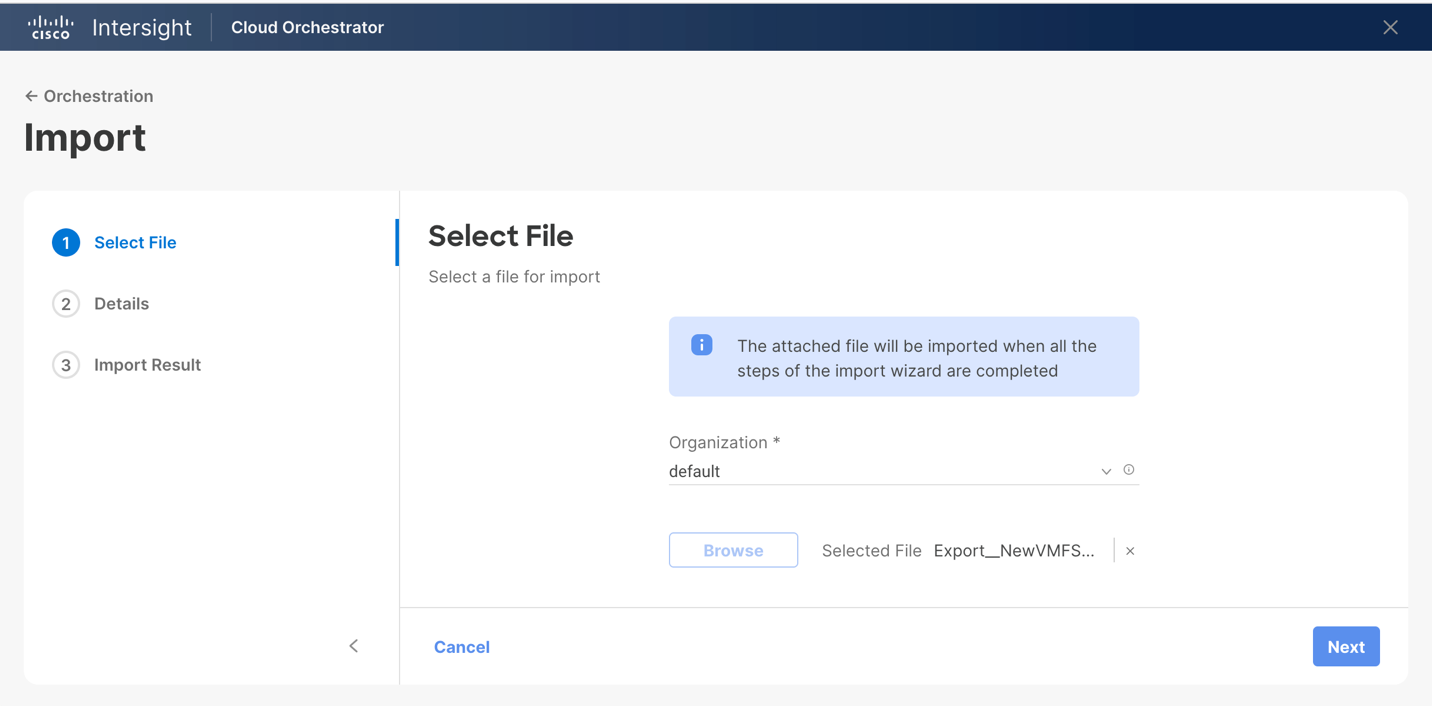 cisco Intersight Cloud Orchestrator
← Orchestration
Import
1 Select File
2 Details
3 Import Result
Select File
Select a file for import
The attached file will be imported when all the
steps of the import wizard are completed
Organization *
default
Browse Selected File Export__NewVMFS...
Cancel Next